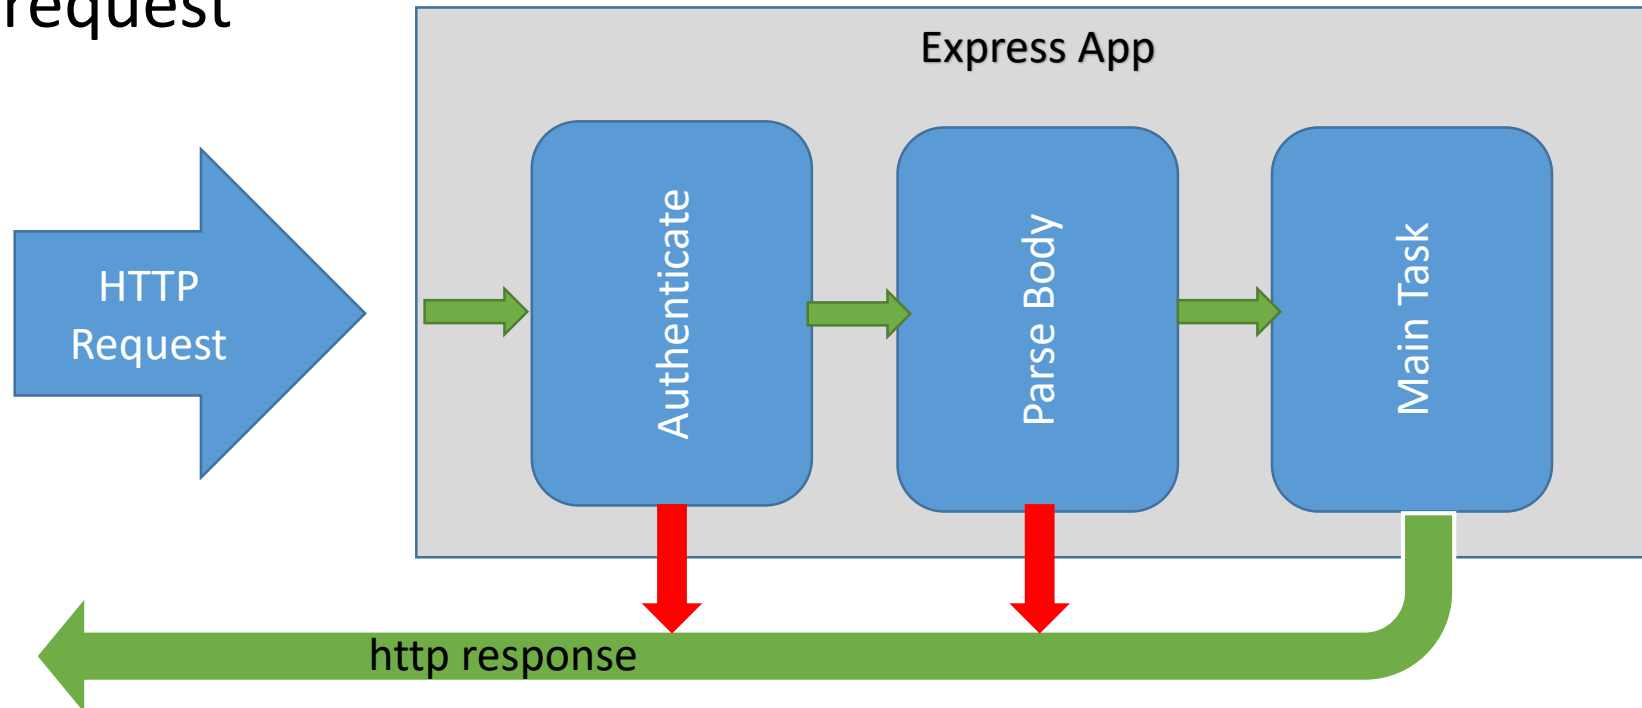 request
Express App
HTTP
Request
Authenticate
Parse Body
Main Task
http response